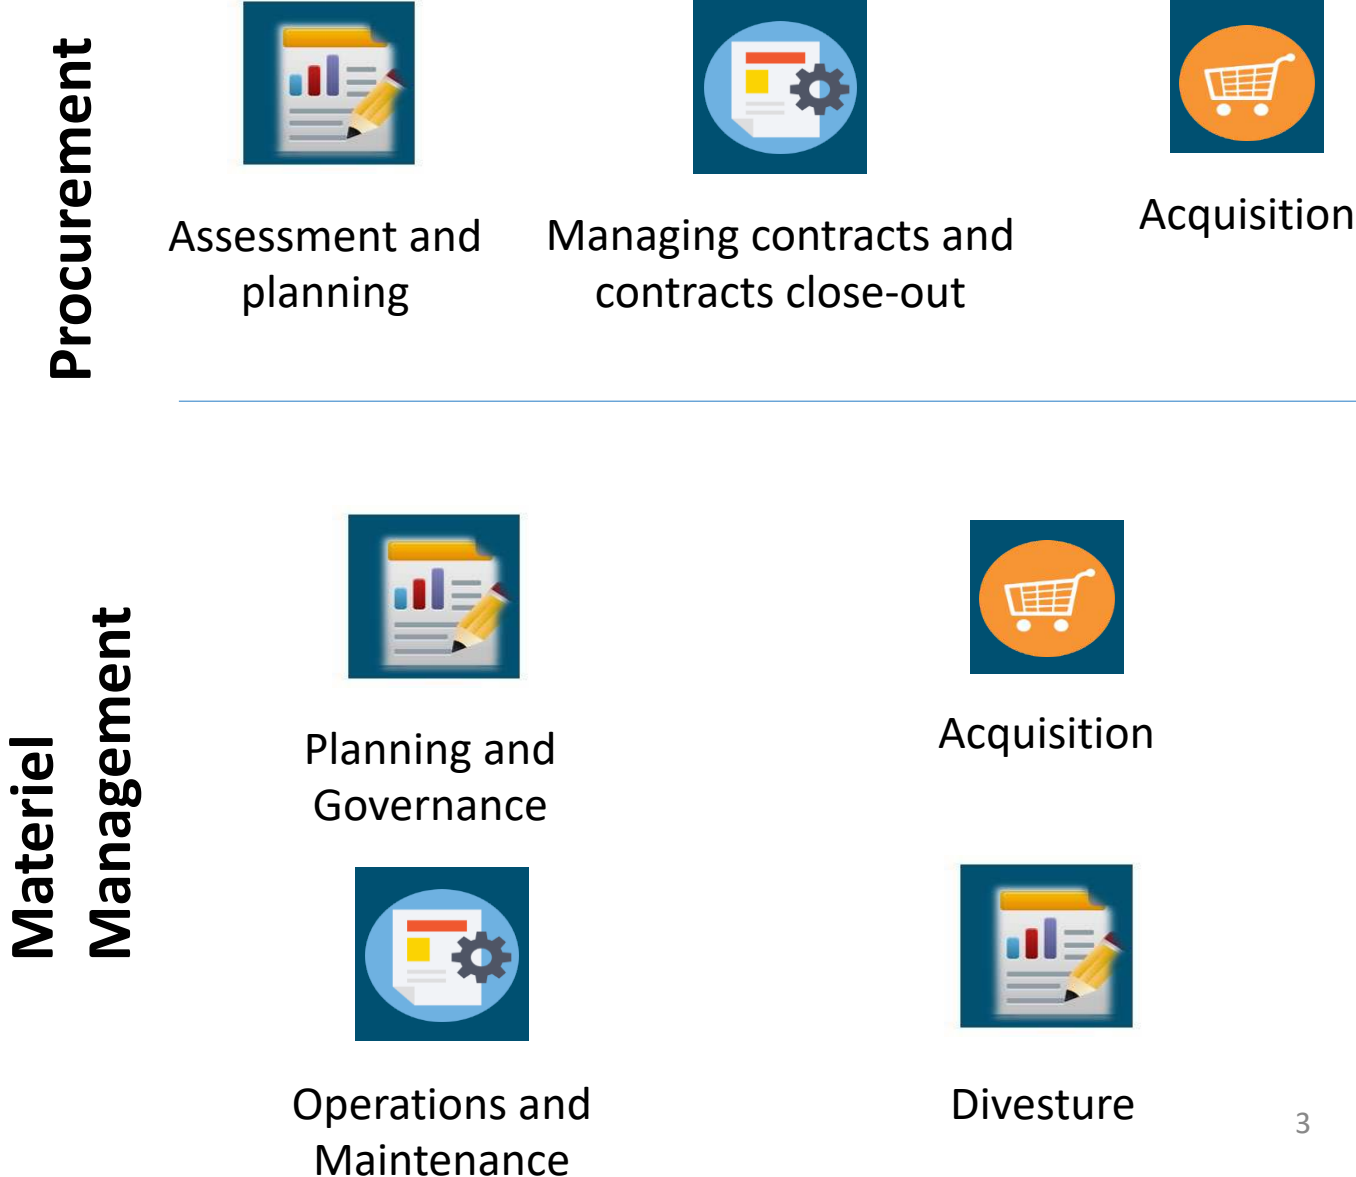 Procurement
Assessment and
planning
Managing contracts and
contracts close-out
Acquisition
Materiel
Management
Planning and
Governance
Acquisition
Operations and
Maintenance
Divesture
3